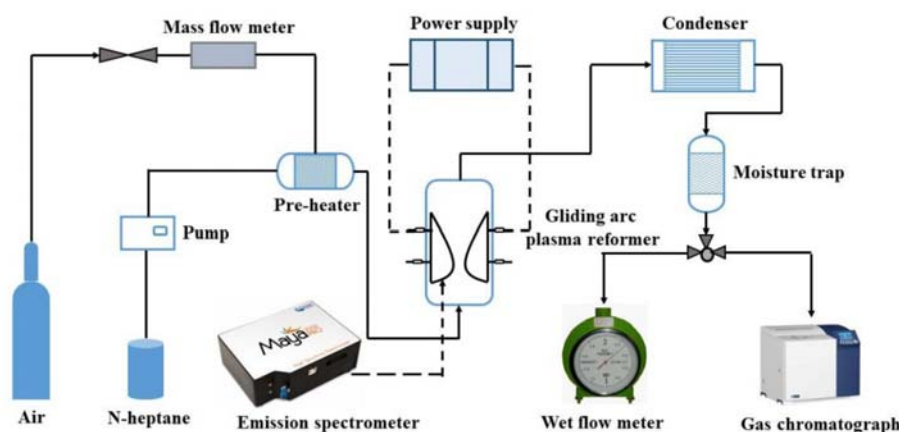 Mass flow meter
Power supply
Condenser
Pre-heater
Moisture trap
Pump
Gliding arc
plasma reformer
Maya
Air
N-heptane
Emission spectrometer
Wet flow meter
Gas chromatograph